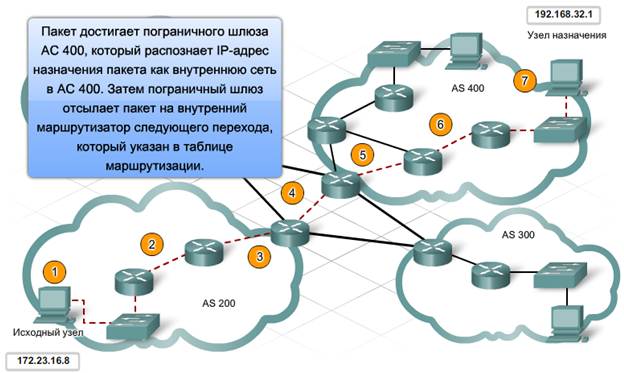 Пакет достигает пограничного шлюза
АС 400, который распознает IP-адрес
назначения пакета как внутреннюю сеть
в АС 400. Затем пограничный шлюз
отсылает пакет на внутренний
маршрутизатор следующего перехода,
который указан в таблице
маршрутизации.
192.168.32.1
Узел назначения
7
AS 400
6
5
4
3
2
1
AS 300
AS 200
Исходный узел
172.23.16.8